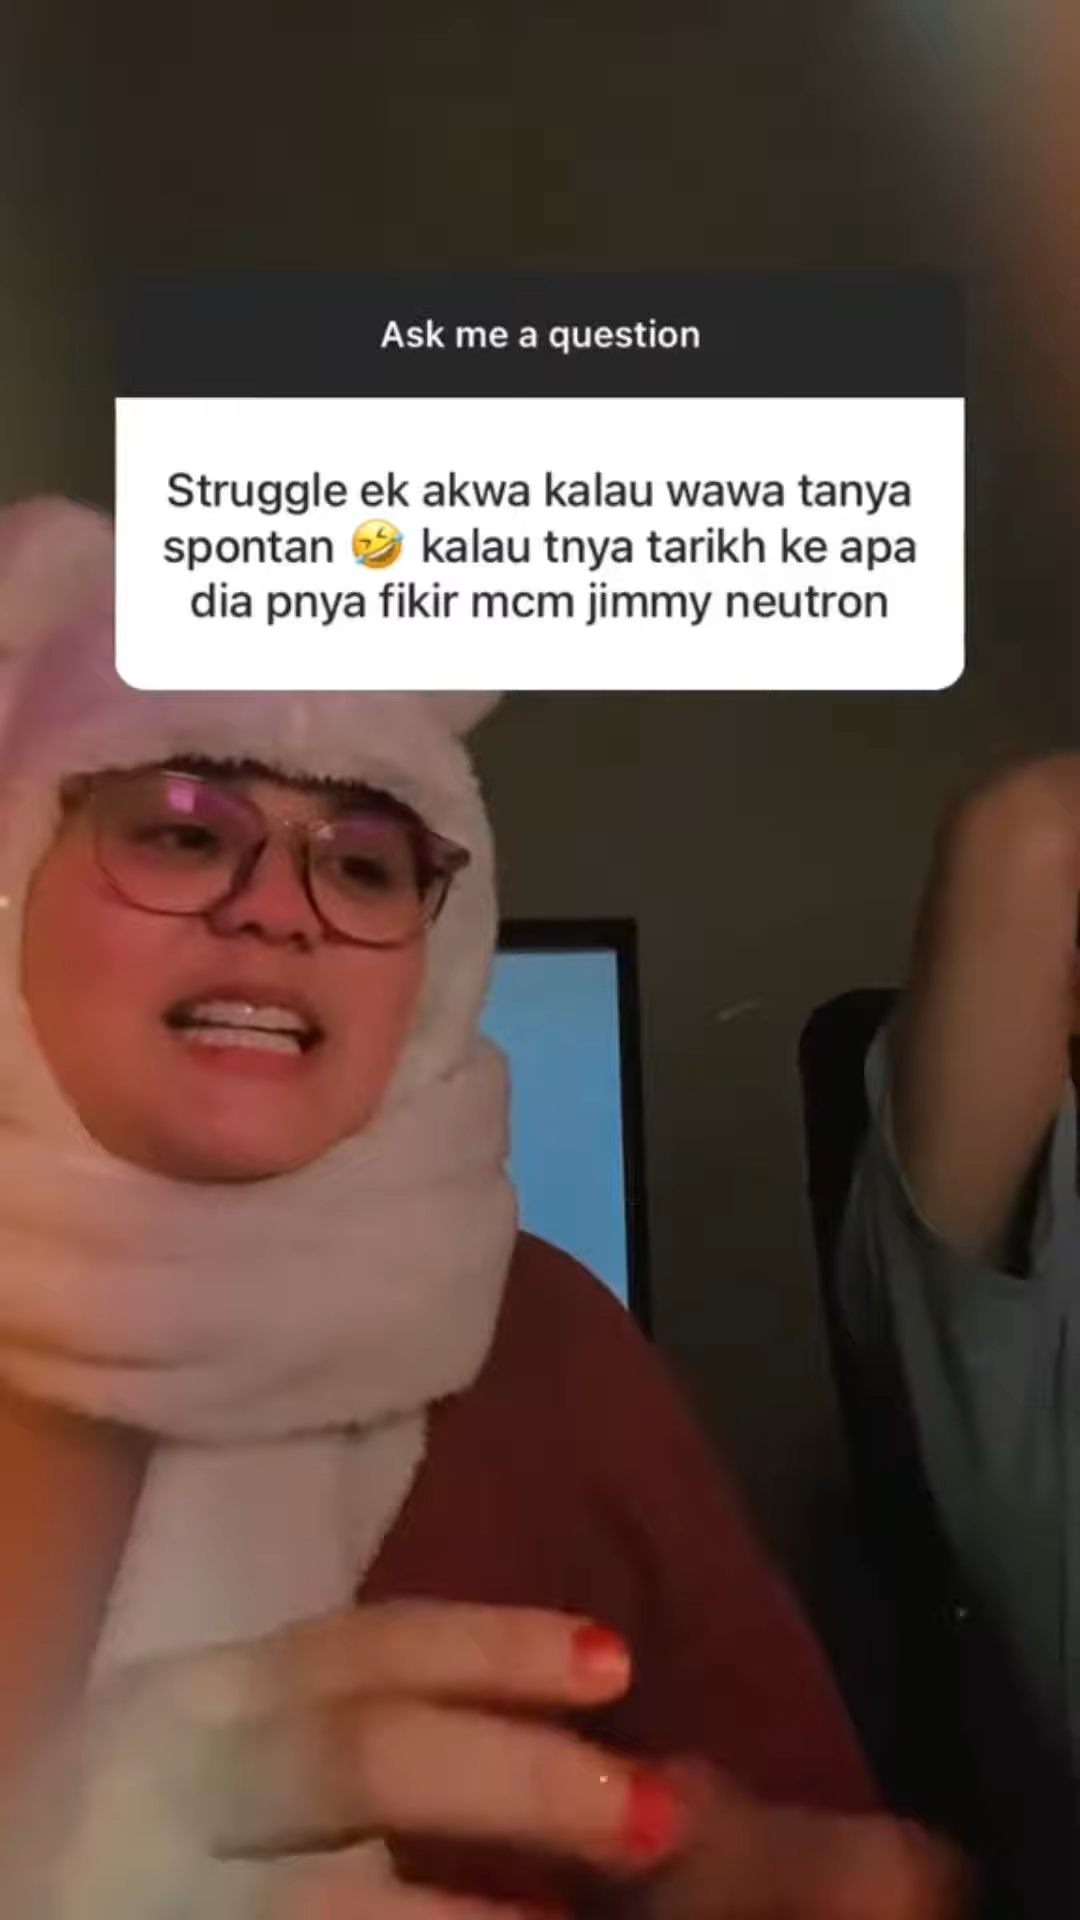 Ask me a question
Struggle ek akwa kalau wawa tanya
spontan 🤣 kalau tnya tarikh ke apa
dia pnya fikir mcm jimmy neutron